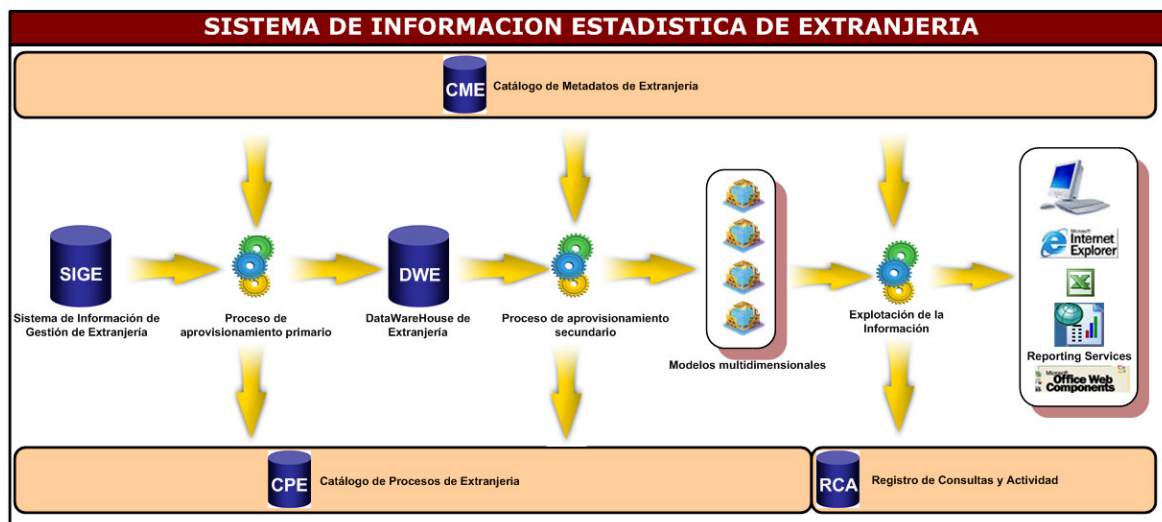 SISTEMA DE INFORMACION ESTADISTICA DE EXTRANJERIA
CME
Catálogo de Metadatos de Extranjería
SIGE
Sistema de Información de
Gestión de Extranjería
Proceso de
aprovisionamiento primario
DWE
DataWareHouse de
Extranjería
Proceso de aprovisionamiento
secundario
Modelos multidimensionales
Explotación de la
Información
Microsoft
Internet
Explorer
Reporting Services
Microsoft
Office Web
Components
CPE
Catálogo de Procesos de Extranjeria
RCA
Registro de Consultas y Actividad